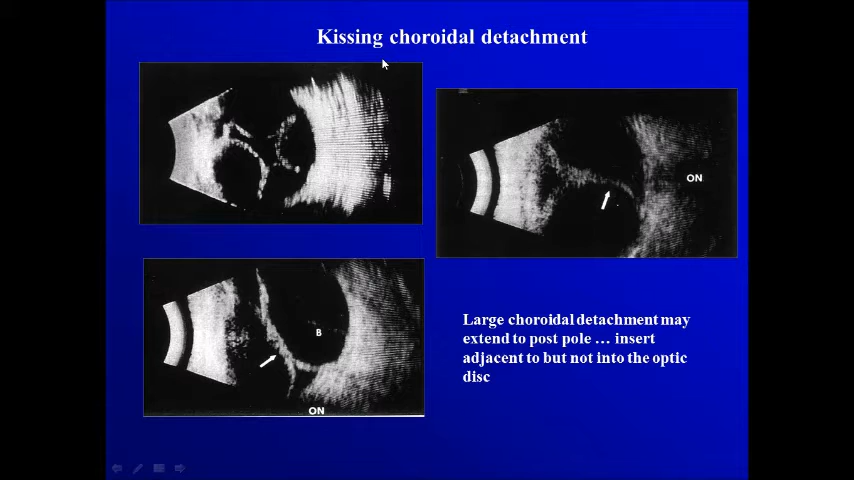 Kissing choroidal detachment
ON
B
ON
Large choroidal detachment may
extend to post pole … insert
adjacent to but not into the optic
disc